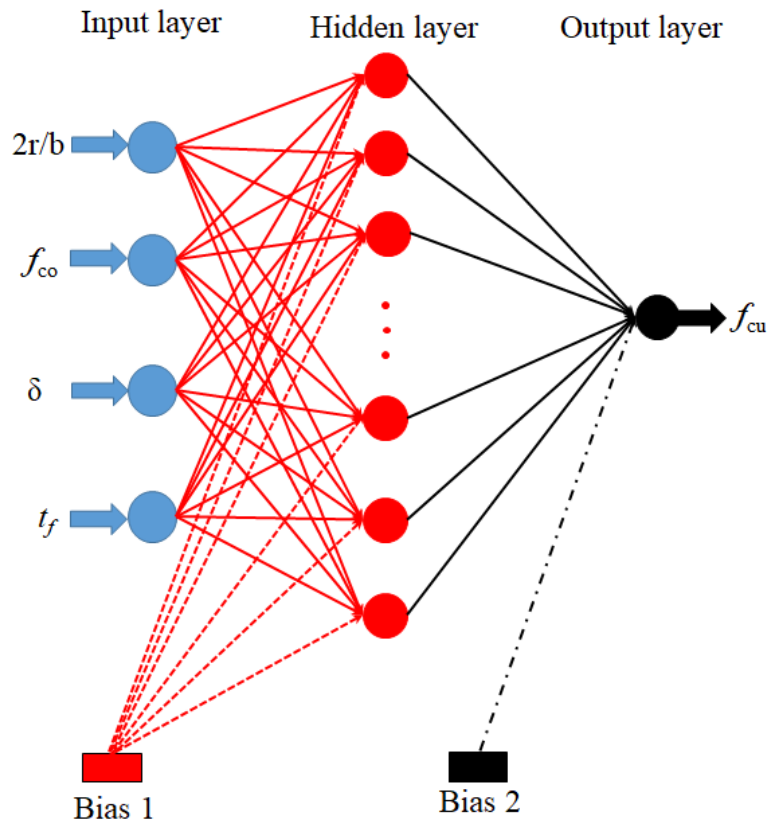 Input layer
Hidden layer
Output layer
2r/b
fco
δ
tf
fcu
Bias 1
Bias 2